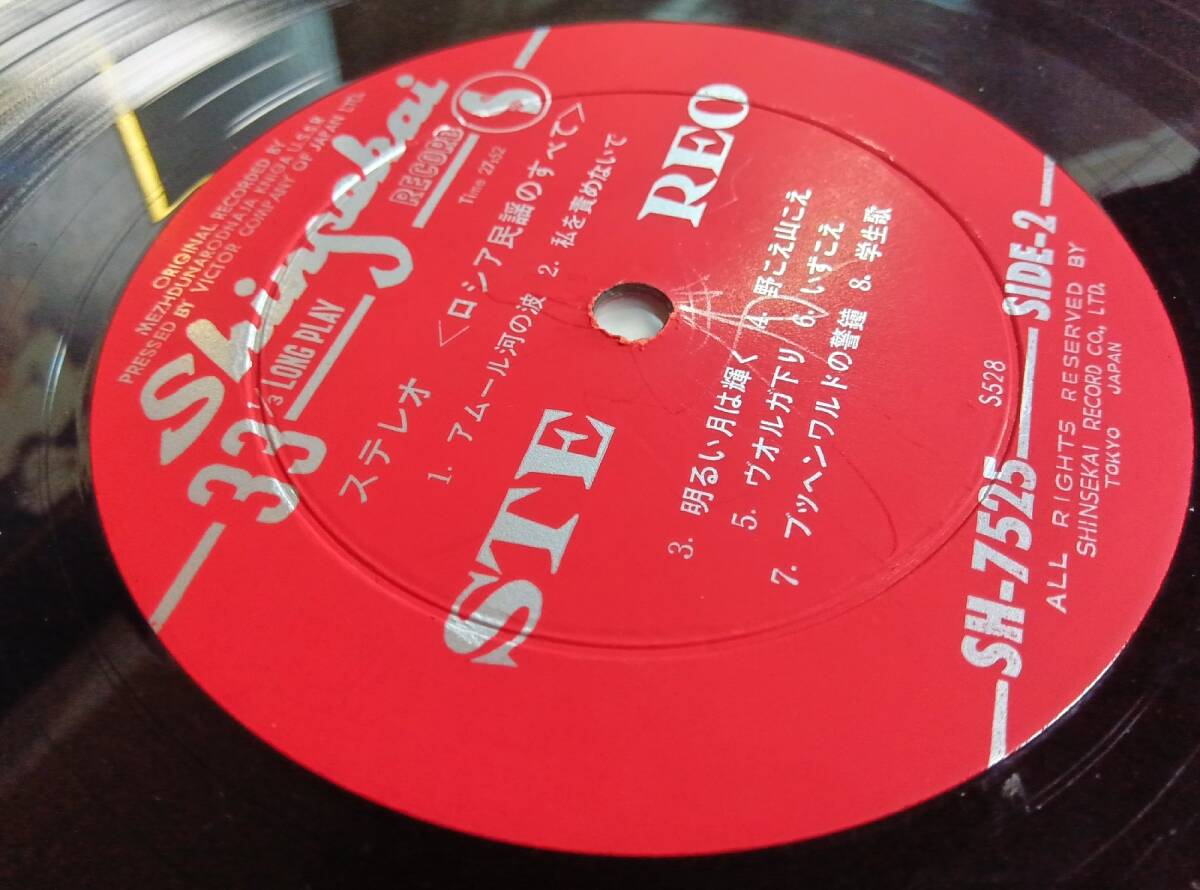 ORIGINAL RECORDED BY
MEZHDUNAROUNATA KNIGA U.S.S.R
PRESSED BY VICTOR COMPANY OF JAPAN LTD.
Shinsekai
RECORD
S
33 1/3 LONG PLAY
Time 27:52
ステレオ <ロシア民謡のすべて>
1. アムール河の波 2. 私を責めないで
STEREO
3. 明るい月は輝く 4. 野こえ山こえ
5. ヴオルガ下り 6. いずこえ
7. ブッヘンワルドの警鐘 8. 学生歌
S528
SH-7525 SIDE-2
ALL RIGHTS RESERVED BY
SHINSEKAI RECORD CO., LTD.
TOKYO JAPAN